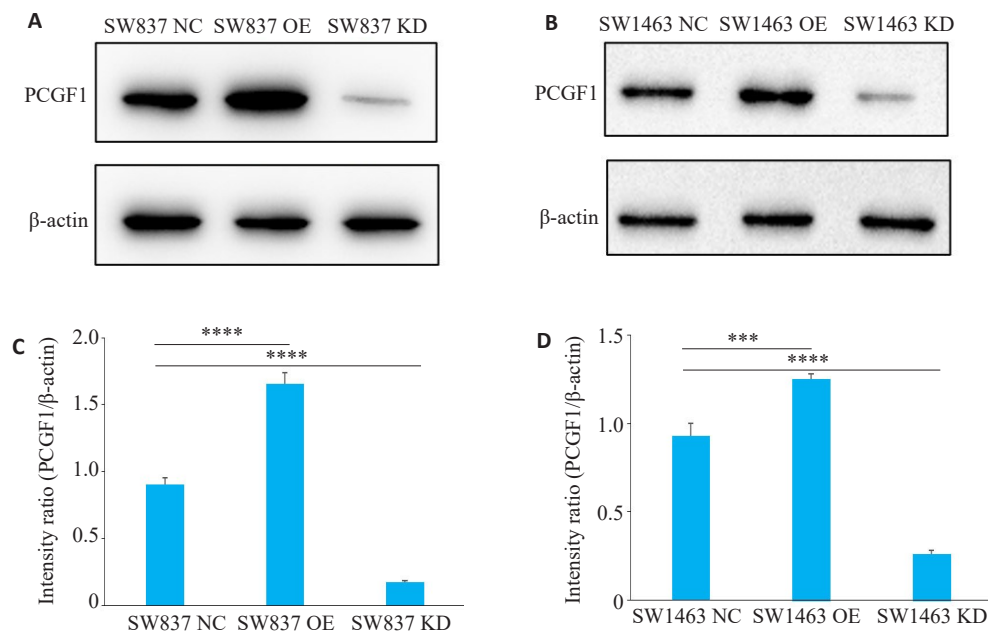 A
SW837 NC SW837 OE SW837 KD
PCGF1
β-actin
B
SW1463 NC SW1463 OE SW1463 KD
PCGF1
β-actin
C
Intensity ratio (PCGF1/β-actin)
2.0
1.5
1.0
0.5
0
****
****
SW837 NC SW837 OE SW837 KD
D
Intensity ratio (PCGF1/β-actin)
1.5
1.0
0.5
0
***
****
SW1463 NC SW1463 OE SW1463 KD